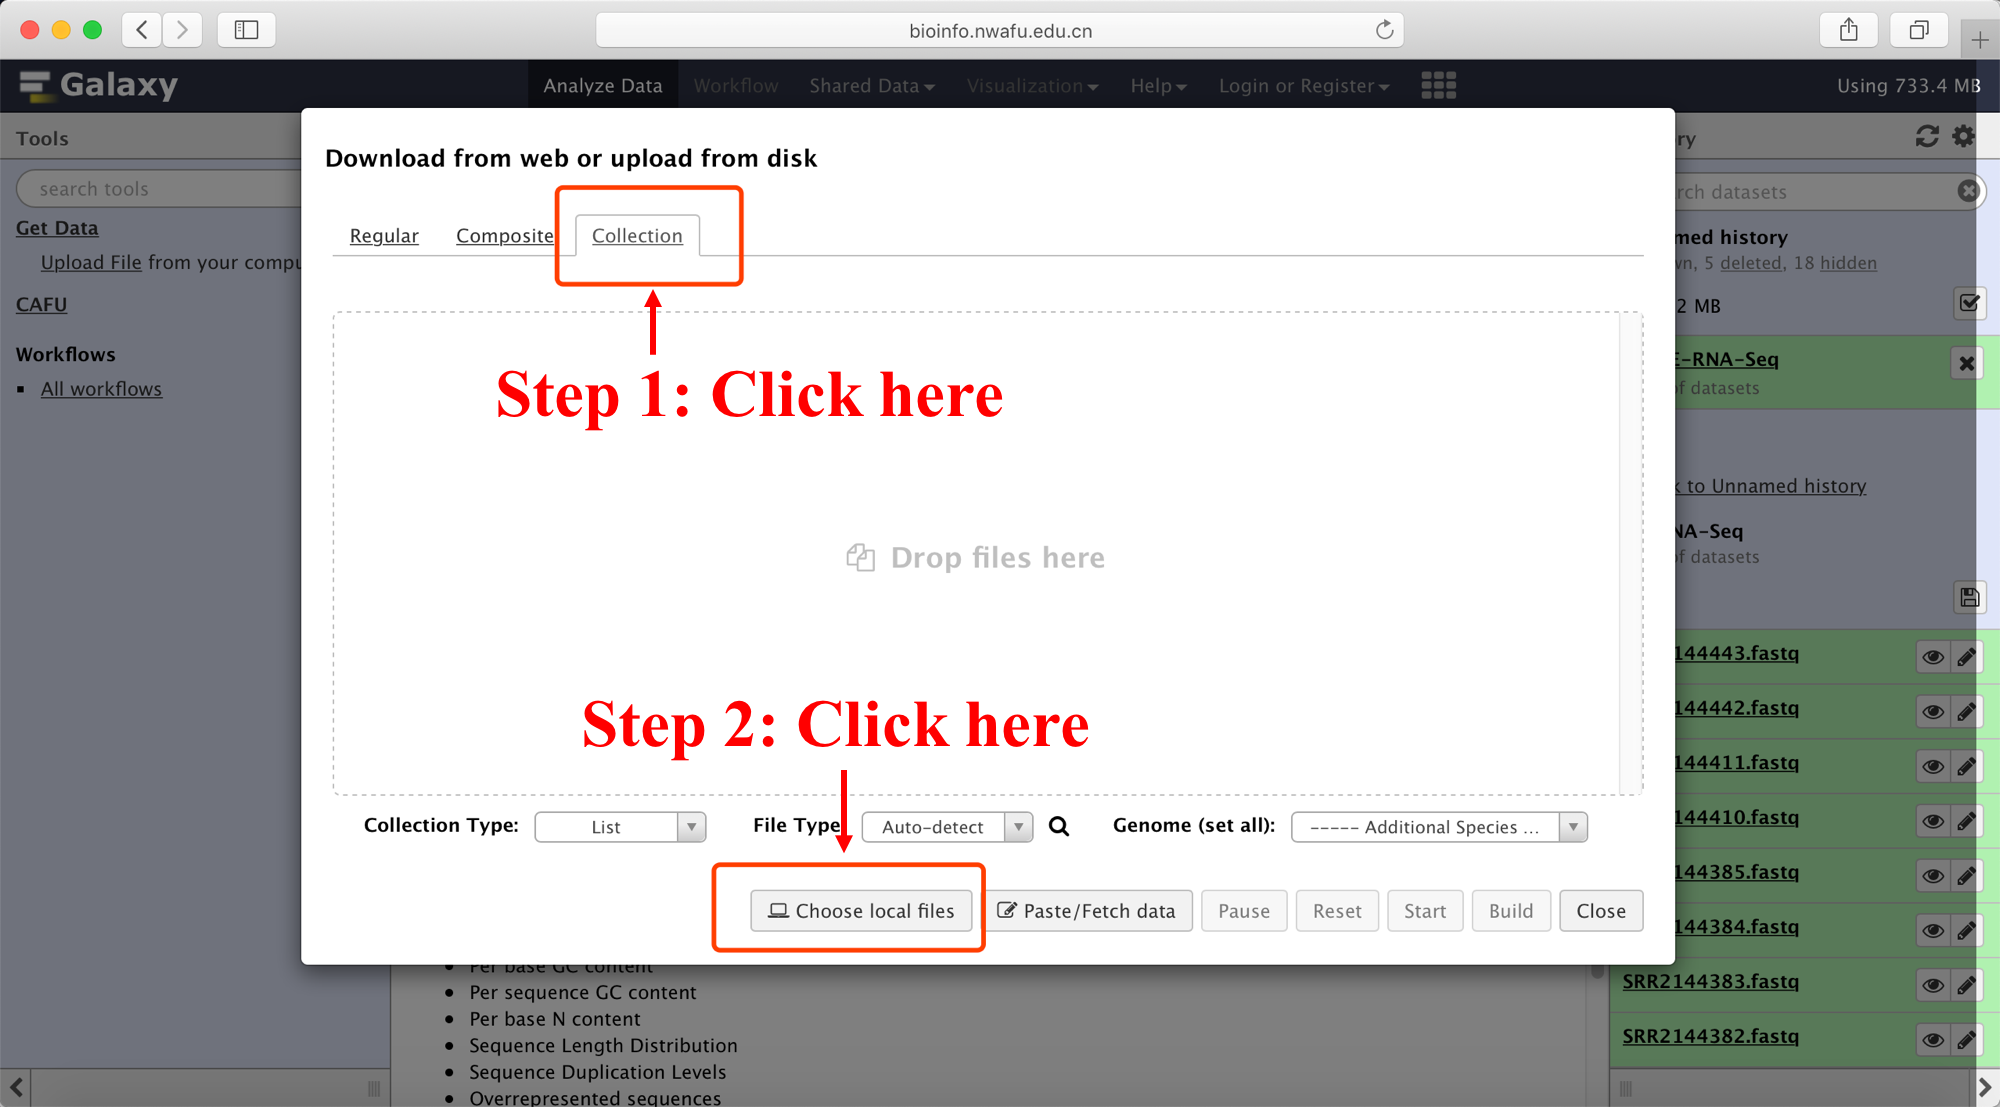 bioinfo.nwafu.edu.cn
Galaxy
Analyze Data
Workflow
Shared Data
Visualization
Help
Login or Register
Using 733.4 MB
Tools
search tools
Get Data
Upload File from your compu
CAFU
Workflows
All workflows
Download from web or upload from disk
Regular
Composite
Collection
Step 1: Click here
Drop files here
Step 2: Click here
Collection Type:
List
File Type
Auto-detect
Genome (set all):
----- Additional Species ...
Choose local files
Paste/Fetch data
Pause
Reset
Start
Build
Close
Per base GC content
Per sequence GC content
Per base N content
Sequence Length Distribution
Sequence Duplication Levels
Overrepresented sequences
ry
rch datasets
med history
wn, 5 deleted, 18 hidden
2 MB
E-RNA-Seq
of datasets
k to Unnamed history
NA-Seq
of datasets
144443.fastq
144442.fastq
144411.fastq
144410.fastq
144385.fastq
144384.fastq
SRR2144383.fastq
SRR2144382.fastq